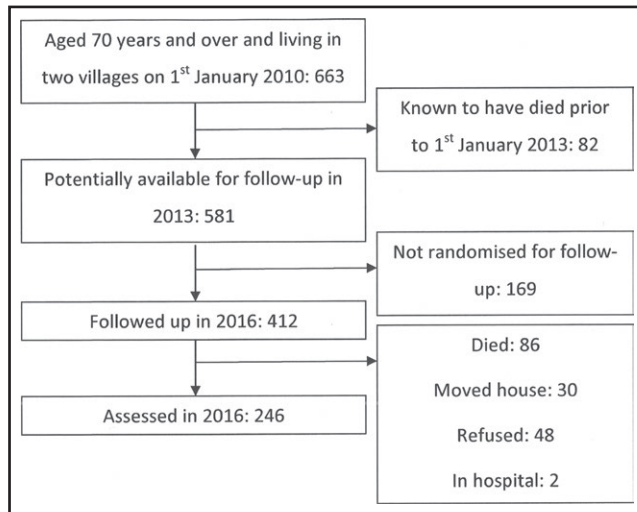 Aged 70 years and over and living in
two villages on 1st January 2010: 663
Known to have died prior
to 1st January 2013: 82
Potentially available for follow-up in
2013: 581
Not randomised for follow-
up: 169
Followed up in 2016: 412
Died: 86
Moved house: 30
Refused: 48
In hospital: 2
Assessed in 2016: 246